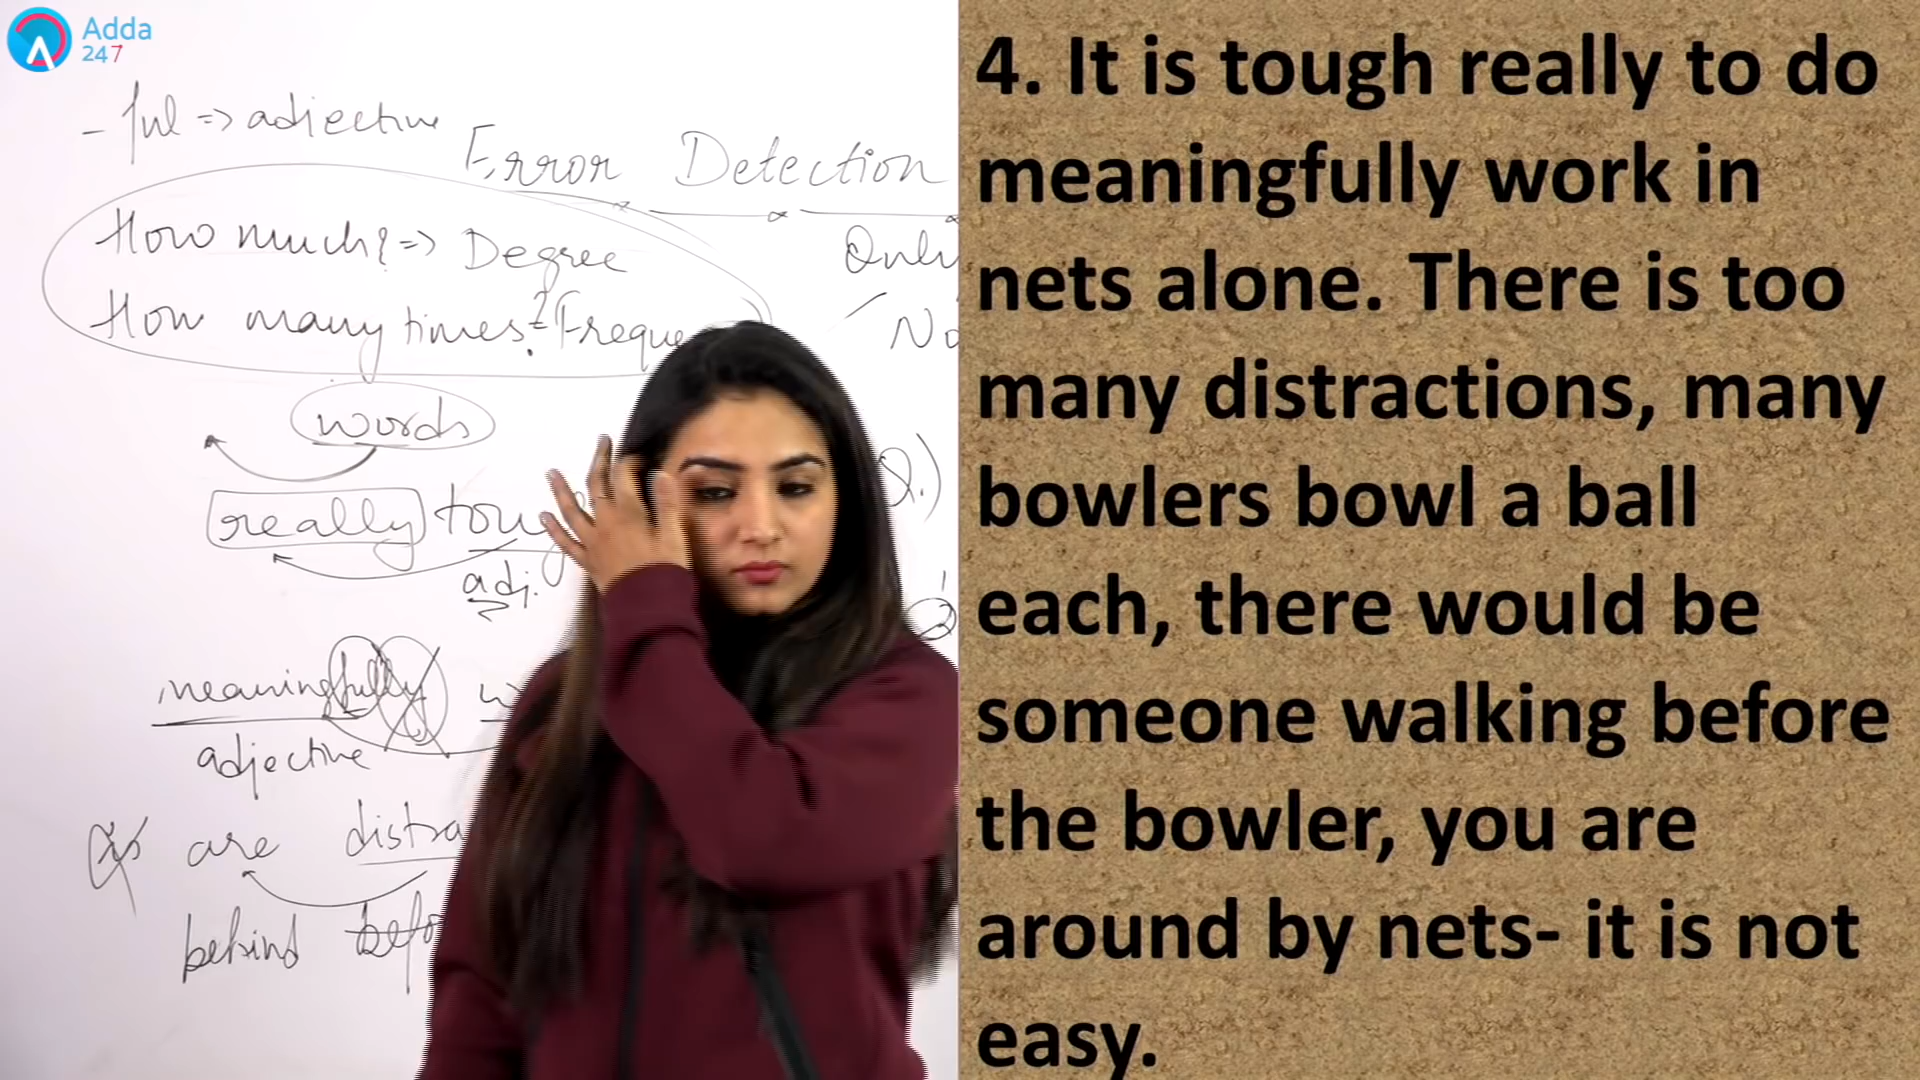 Adda
247
- ful => adjective
Error Detection
How much? => Degree
How many times?
words
really
adj.
meaningfully
adjective
are
behind
Q.)
2
4. It is tough really to do
meaningfully work in
nets alone. There is too
many distractions, many
bowlers bowl a ball
each, there would be
someone walking before
the bowler, you are
around by nets- it is not
easy.